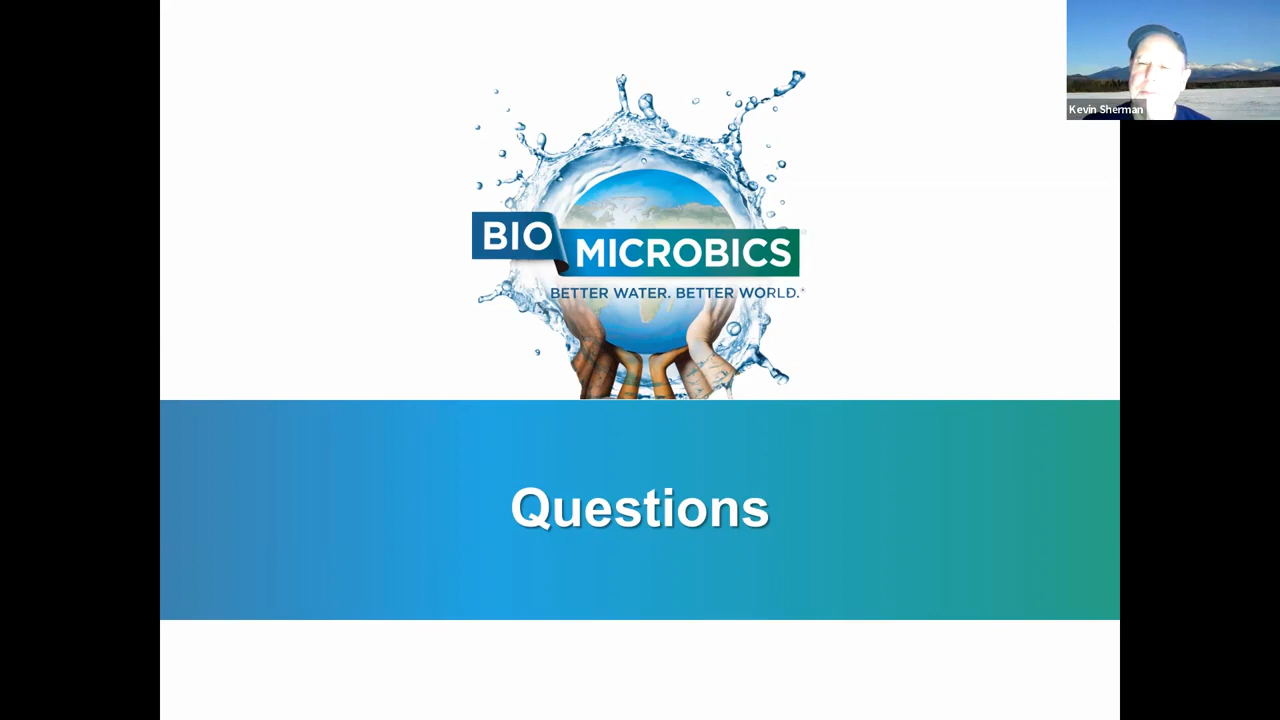 Kevin Sherman
BIO
MICROBICS
BETTER WATER. BETTER WORLD.
Questions